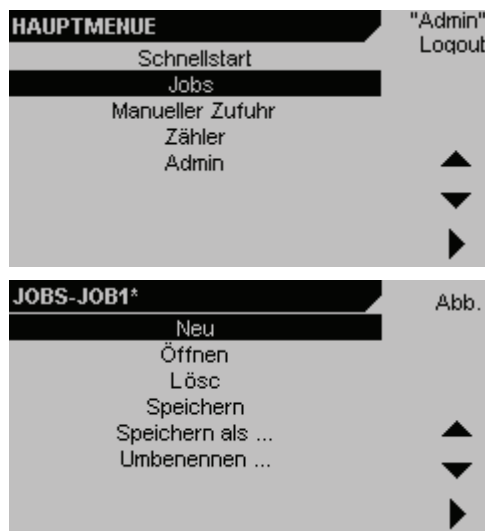 HAUPTMENUE
"Admin"
Logout
Schnellstart
Jobs
Manueller Zufuhr
Zähler
Admin
JOBS-JOB1*
Abb.
Neu
Öffnen
Lösc
Speichern
Speichern als ...
Umbenennen ...